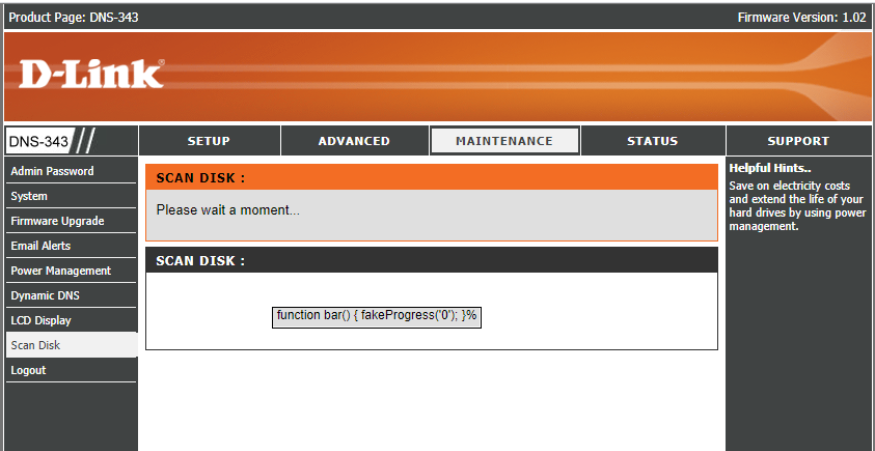 Product Page: DNS-343
Firmware Version: 1.02
D-Link®
DNS-343
SETUP
ADVANCED
MAINTENANCE
STATUS
SUPPORT
Admin Password
System
Firmware Upgrade
Email Alerts
Power Management
Dynamic DNS
LCD Display
Scan Disk
Logout
SCAN DISK :
Please wait a moment...
SCAN DISK :
function bar() { fakeProgress('0'); }%
Helpful Hints..
Save on electricity costs
and extend the life of your
hard drives by using power
management.